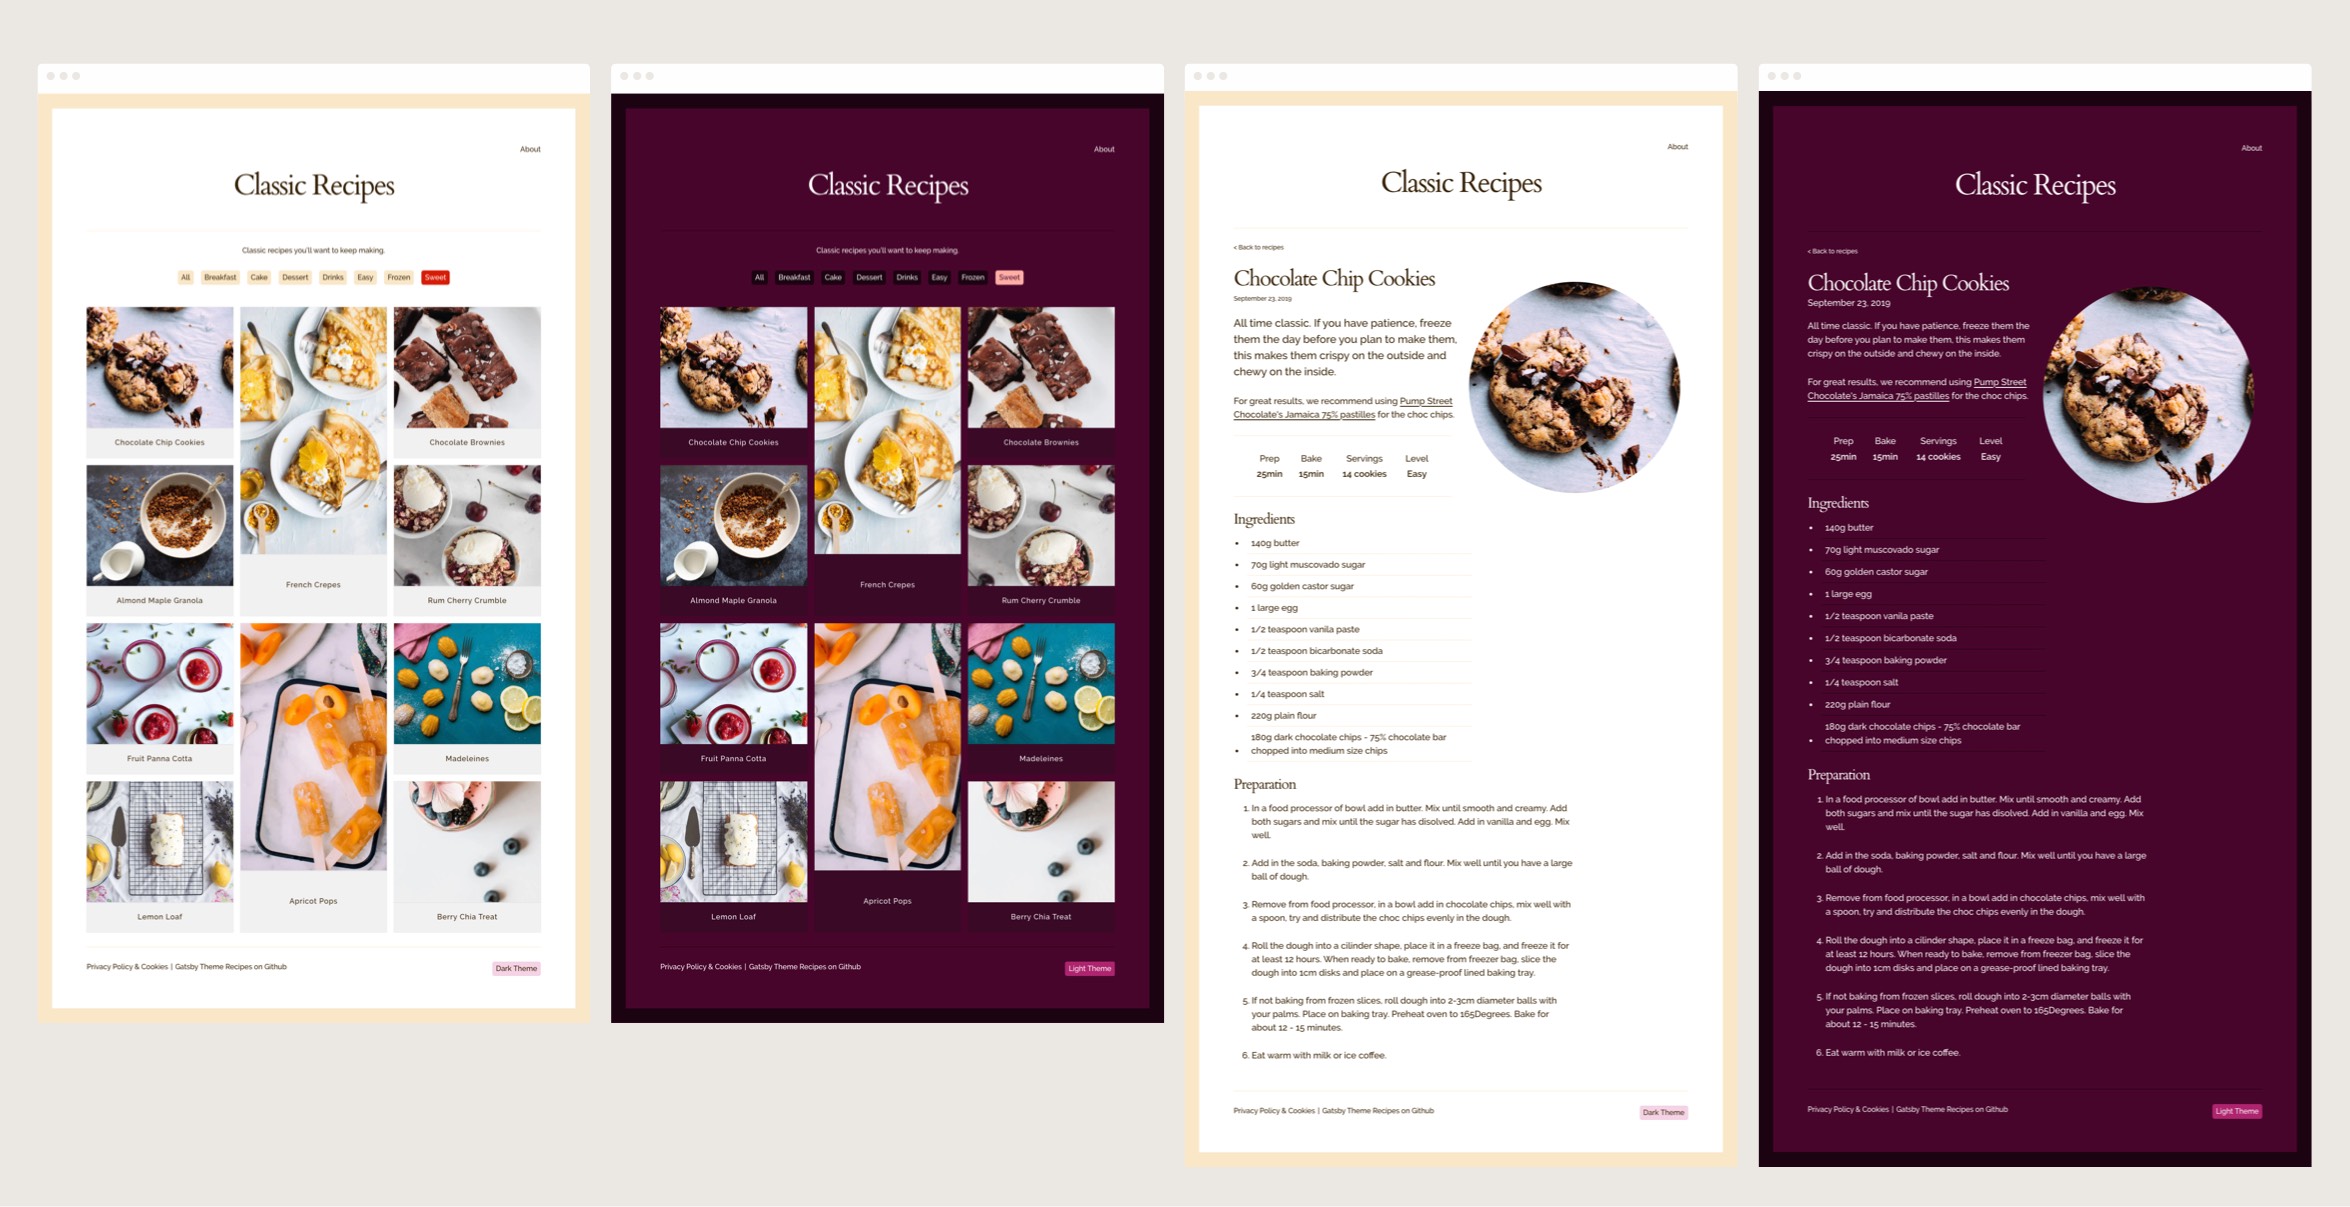 About
Classic Recipes
Classic recipes you'll want to keep making.
All Breakfast Cake Dessert Drinks Easy Frozen Sweet
Chocolate Chip Cookies
Chocolate Brownies
French Crepes
Almond Maple Granola
Rum Cherry Crumble
Fruit Panna Cotta
Madeleines
Apricot Pops
Lemon Loaf
Berry Chia Treat
Privacy Policy & Cookies | Gatsby Theme Recipes on Github
Dark Theme
About
Classic Recipes
Classic recipes you'll want to keep making.
All Breakfast Cake Dessert Drinks Easy Frozen Sweet
Chocolate Chip Cookies
Chocolate Brownies
French Crepes
Almond Maple Granola
Rum Cherry Crumble
Fruit Panna Cotta
Madeleines
Apricot Pops
Lemon Loaf
Berry Chia Treat
Privacy Policy & Cookies | Gatsby Theme Recipes on Github
Light Theme
About
Classic Recipes
< Back to recipes
Chocolate Chip Cookies
September 23, 2019
All time classic. If you have patience, freeze
them the day before you plan to make them,
this makes them crispy on the outside and
chewy on the inside.
For great results, we recommend using Pump Street
Chocolate's Jamaica 75% pastilles for the choc chips.
Prep Bake Servings Level
25min 15min 14 cookies Easy
Ingredients
• 140g butter
• 70g light muscovado sugar
• 60g golden castor sugar
• 1 large egg
• 1/2 teaspoon vanila paste
• 1/2 teaspoon bicarbonate soda
• 3/4 teaspoon baking powder
• 1/4 teaspoon salt
• 220g plain flour
180g dark chocolate chips - 75% chocolate bar
• chopped into medium size chips
Preparation
1. In a food processor of bowl add in butter. Mix until smooth and creamy. Add
both sugars and mix until the sugar has disolved. Add in vanilla and egg. Mix
well.
2. Add in the soda, baking powder, salt and flour. Mix well until you have a large
ball of dough.
3. Remove from food processor, in a bowl add in chocolate chips, mix well with
a spoon, try and distribute the choc chips evenly in the dough.
4. Roll the dough into a cilinder shape, place it in a freeze bag, and freeze it for
at least 12 hours. When ready to bake, remove from freezer bag, slice the
dough into 1cm disks and place on a grease-proof lined baking tray.
5. If not baking from frozen slices, roll dough into 2-3cm diameter balls with
your palms. Place on baking tray. Preheat oven to 165Degrees. Bake for
about 12 - 15 minutes.
6. Eat warm with milk or ice coffee.
Privacy Policy & Cookies | Gatsby Theme Recipes on Github
Dark Theme
About
Classic Recipes
< Back to recipes
Chocolate Chip Cookies
September 23, 2019
All time classic. If you have patience, freeze them the
day before you plan to make them, this makes them
crispy on the outside and chewy on the inside.
For great results, we recommend using Pump Street
Chocolate's Jamaica 75% pastilles for the choc chips.
Prep Bake Servings Level
25min 15min 14 cookies Easy
Ingredients
• 140g butter
• 70g light muscovado sugar
• 60g golden castor sugar
• 1 large egg
• 1/2 teaspoon vanila paste
• 1/2 teaspoon bicarbonate soda
• 3/4 teaspoon baking powder
• 1/4 teaspoon salt
• 220g plain flour
180g dark chocolate chips - 75% chocolate bar
• chopped into medium size chips
Preparation
1. In a food processor of bowl add in butter. Mix until smooth and creamy. Add
both sugars and mix until the sugar has disolved. Add in vanilla and egg. Mix
well.
2. Add in the soda, baking powder, salt and flour. Mix well until you have a large
ball of dough.
3. Remove from food processor, in a bowl add in chocolate chips, mix well with
a spoon, try and distribute the choc chips evenly in the dough.
4. Roll the dough into a cilinder shape, place it in a freeze bag, and freeze it for
at least 12 hours. When ready to bake, remove from freezer bag, slice the
dough into 1cm disks and place on a grease-proof lined baking tray.
5. If not baking from frozen slices, roll dough into 2-3cm diameter balls with
your palms. Place on baking tray. Preheat oven to 165Degrees. Bake for
about 12 - 15 minutes.
6. Eat warm with milk or ice coffee.
Privacy Policy & Cookies | Gatsby Theme Recipes on Github
Light Theme